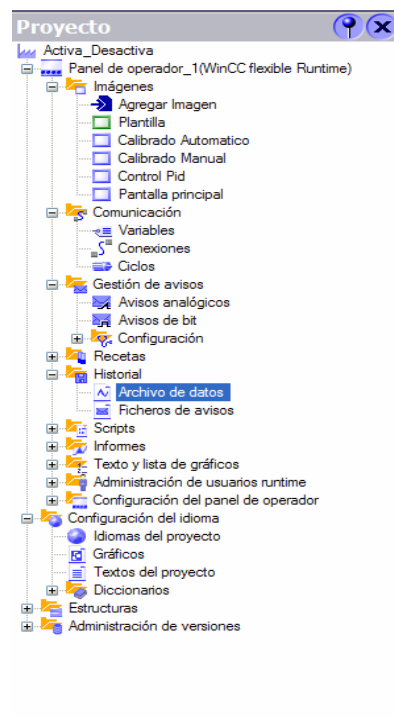 Proyecto
Activa_Desactiva
Panel de operador_1(WinCC flexible Runtime)
Imágenes
Agregar Imagen
Plantilla
Calibrado Automatico
Calibrado Manual
Control Pid
Pantalla principal
Comunicación
Variables
Conexiones
Ciclos
Gestión de avisos
Avisos analógicos
Avisos de bit
Configuración
Recetas
Historial
Archivo de datos
Ficheros de avisos
Scripts
Informes
Texto y lista de gráficos
Administración de usuarios runtime
Configuración del panel de operador
Configuración del idioma
Idiomas del proyecto
Gráficos
Textos del proyecto
Diccionarios
Estructuras
Administración de versiones